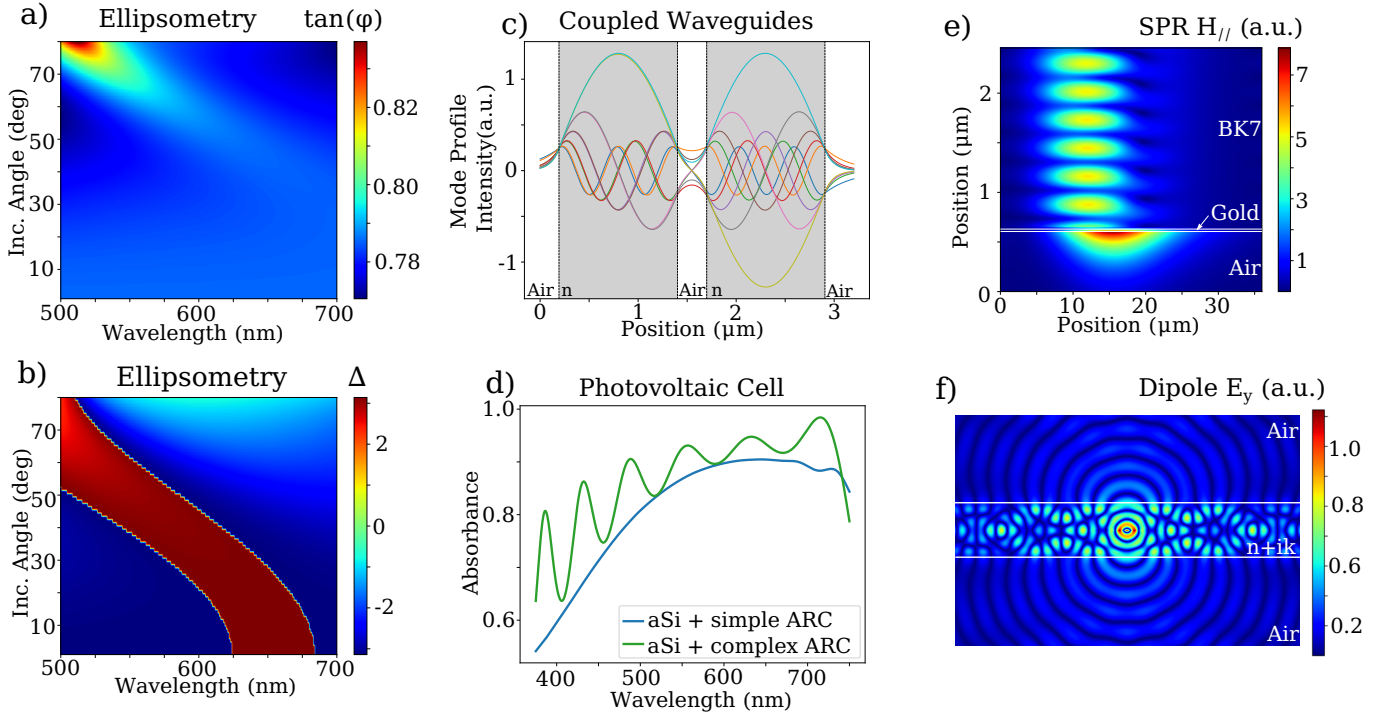 a) Ellipsometry tan(φ)
70
50
30
10
Inc. Angle (deg)
500 600 700
Wavelength (nm)
0.82
0.80
0.78
b) Ellipsometry Δ
70
50
30
10
Inc. Angle (deg)
500 600 700
Wavelength (nm)
2
0
-2
c) Coupled Waveguides
1
0
-1
Mode Profile
Intensity(a.u.)
Air n Air n Air
0 1 2 3
Position (μm)
d) Photovoltaic Cell
1.0
0.8
0.6
Absorbance
aSi + simple ARC
aSi + complex ARC
400 500 600 700
Wavelength (nm)
e) SPR H// (a.u.)
2
1
0
Position (μm)
BK7
Gold
Air
0 10 20 30
Position (μm)
7
5
3
1
f) Dipole Ey (a.u.)
Air
n+ik
Air
1.0
0.8
0.6
0.4
0.2